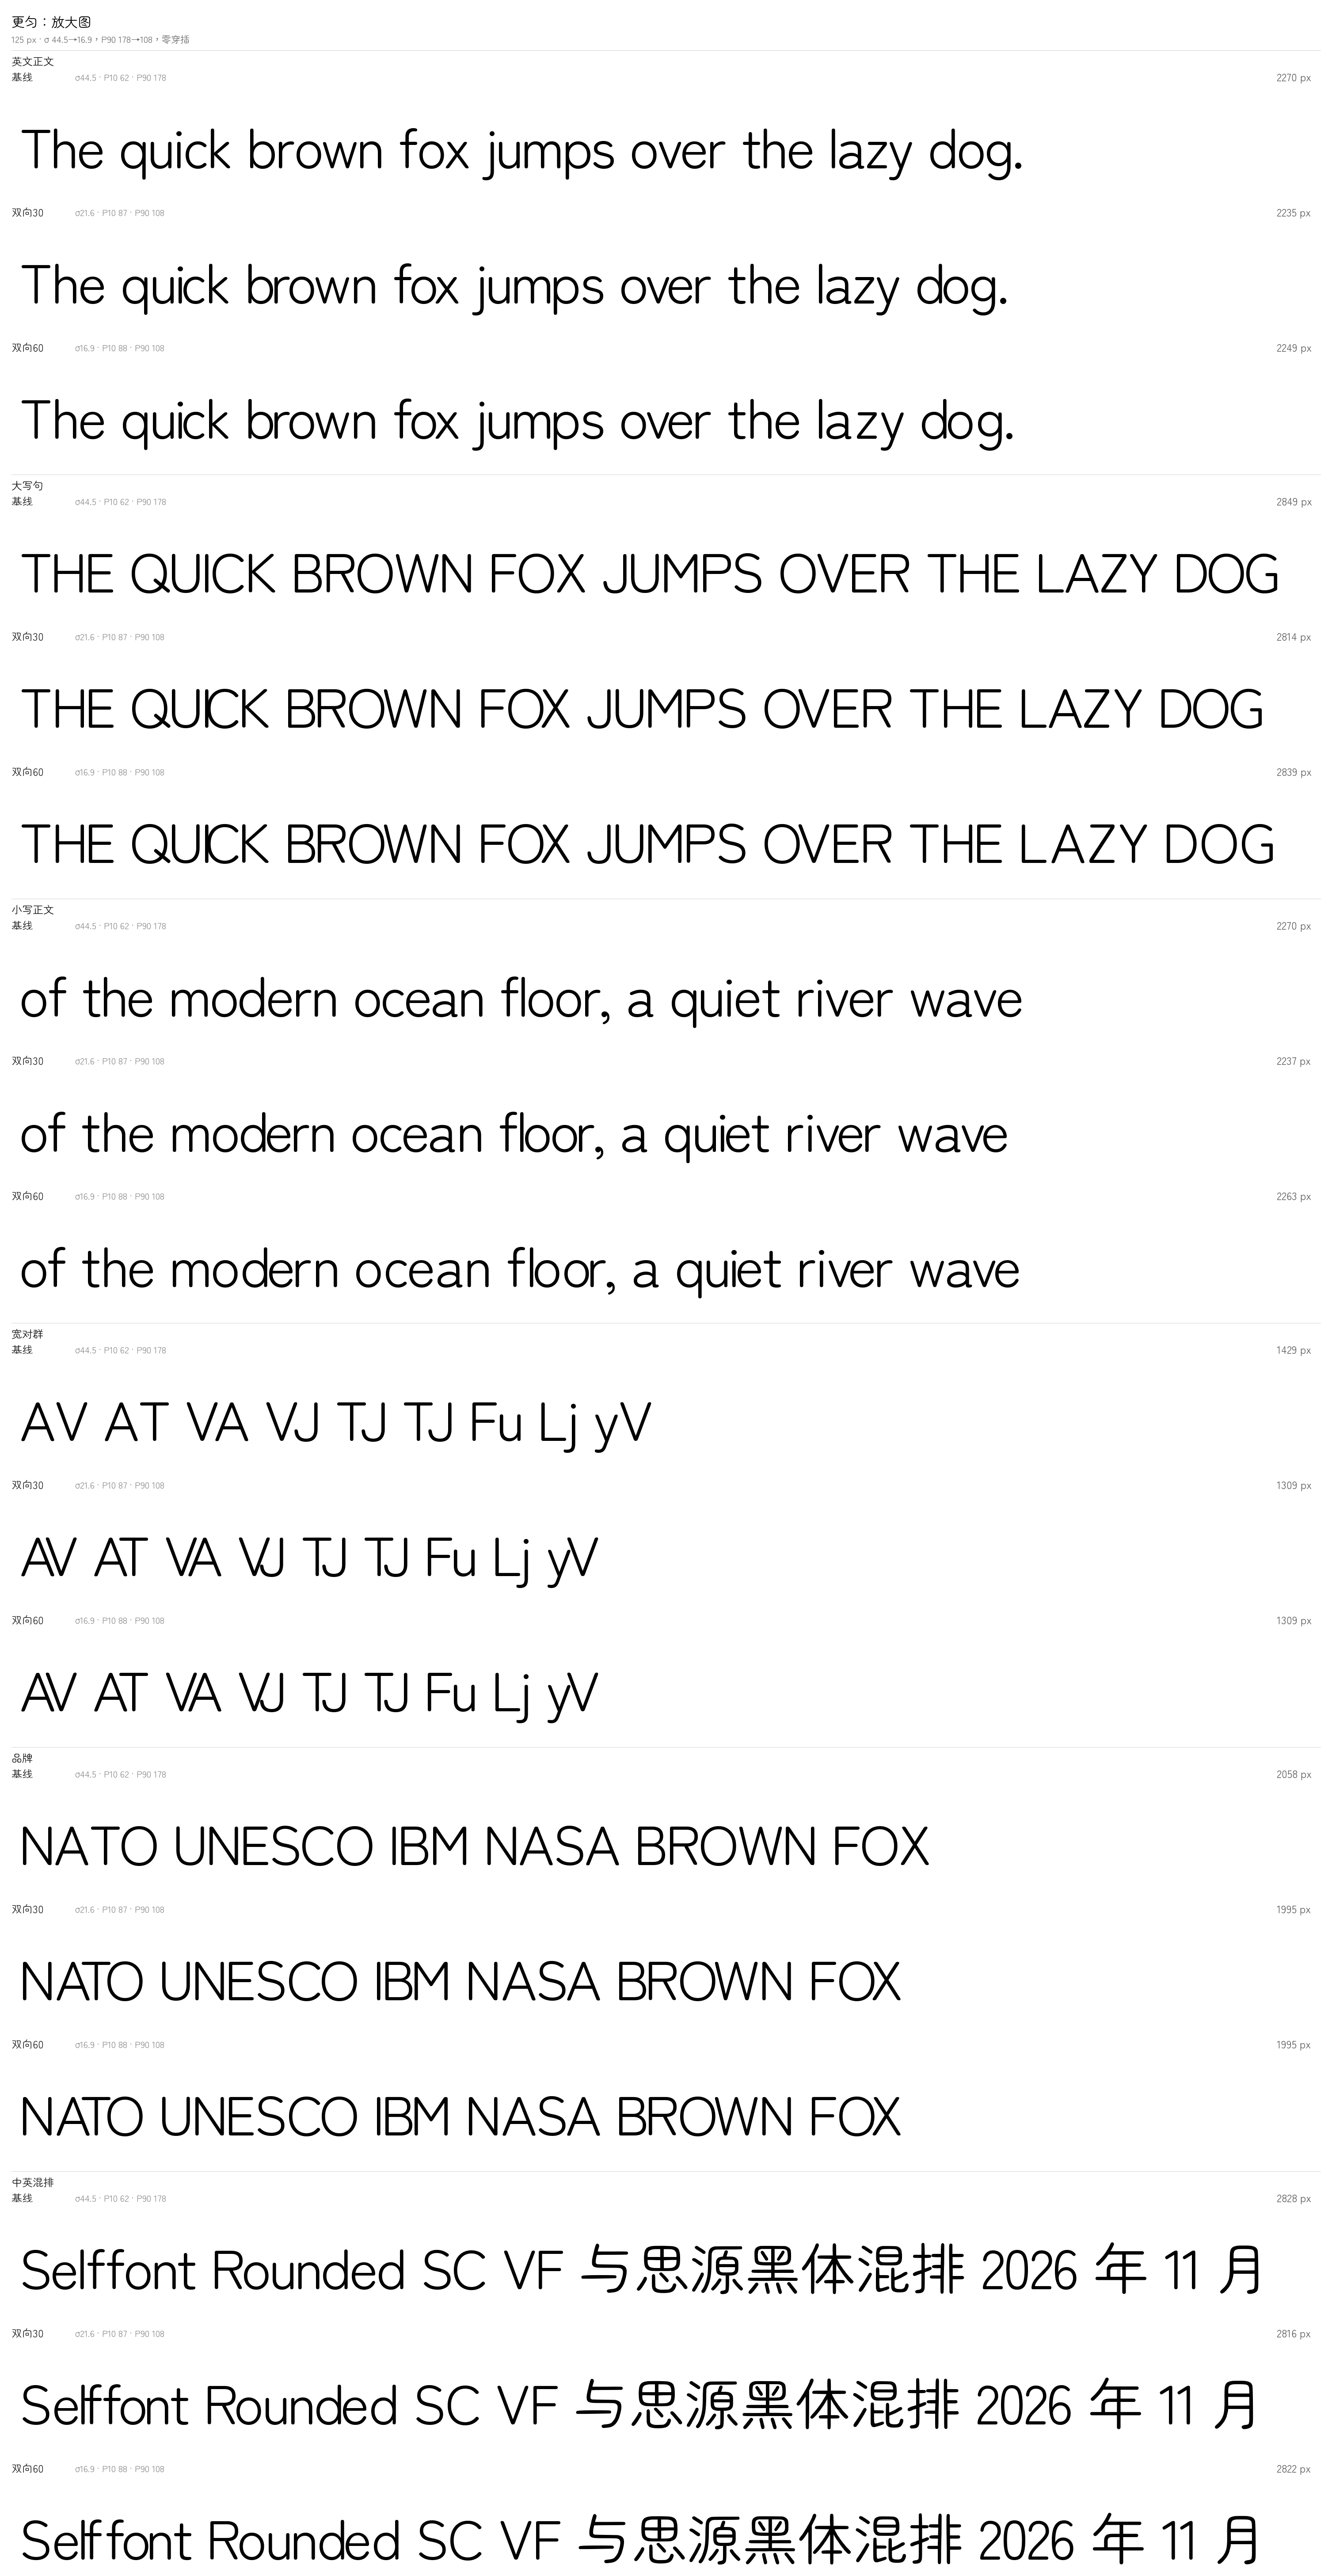 更匀：放大图
125 px · σ 44.5→16.9，P90 178→108，零穿插
英文正文
基线 σ44.5 · P10 62 · P90 178 2270 px
The quick brown fox jumps over the lazy dog.
双向30 σ21.6 · P10 87 · P90 108 2235 px
The quick brown fox jumps over the lazy dog.
双向60 σ16.9 · P10 88 · P90 108 2249 px
The quick brown fox jumps over the lazy dog.
大写句
基线 σ44.5 · P10 62 · P90 178 2849 px
THE QUICK BROWN FOX JUMPS OVER THE LAZY DOG
双向30 σ21.6 · P10 87 · P90 108 2814 px
THE QUICK BROWN FOX JUMPS OVER THE LAZY DOG
双向60 σ16.9 · P10 88 · P90 108 2839 px
THE QUICK BROWN FOX JUMPS OVER THE LAZY DOG
小写正文
基线 σ44.5 · P10 62 · P90 178 2270 px
of the modern ocean floor, a quiet river wave
双向30 σ21.6 · P10 87 · P90 108 2237 px
of the modern ocean floor, a quiet river wave
双向60 σ16.9 · P10 88 · P90 108 2263 px
of the modern ocean floor, a quiet river wave
宽对群
基线 σ44.5 · P10 62 · P90 178 1429 px
AV AT VA VJ TJ TJ Fu Lj yV
双向30 σ21.6 · P10 87 · P90 108 1309 px
AV AT VA VJ TJ TJ Fu Lj yV
双向60 σ16.9 · P10 88 · P90 108 1309 px
AV AT VA VJ TJ TJ Fu Lj yV
品牌
基线 σ44.5 · P10 62 · P90 178 2058 px
NATO UNESCO IBM NASA BROWN FOX
双向30 σ21.6 · P10 87 · P90 108 1995 px
NATO UNESCO IBM NASA BROWN FOX
双向60 σ16.9 · P10 88 · P90 108 1995 px
NATO UNESCO IBM NASA BROWN FOX
中英混排
基线 σ44.5 · P10 62 · P90 178 2828 px
Selffont Rounded SC VF 与思源黑体混排 2026 年 11 月
双向30 σ21.6 · P10 87 · P90 108 2816 px
Selffont Rounded SC VF 与思源黑体混排 2026 年 11 月
双向60 σ16.9 · P10 88 · P90 108 2822 px
Selffont Rounded SC VF 与思源黑体混排 2026 年 11 月